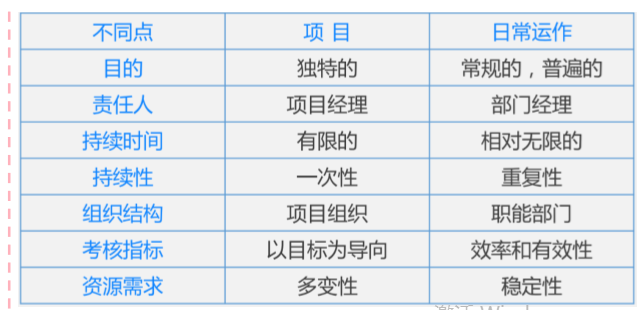 不同点 项 目 日常运作
目的 独特的 常规的，普遍的
责任人 项目经理 部门经理
持续时间 有限的 相对无限的
持续性 一次性 重复性
组织结构 项目组织 职能部门
考核指标 以目标为导向 效率和有效性
资源需求 多变性 稳定性